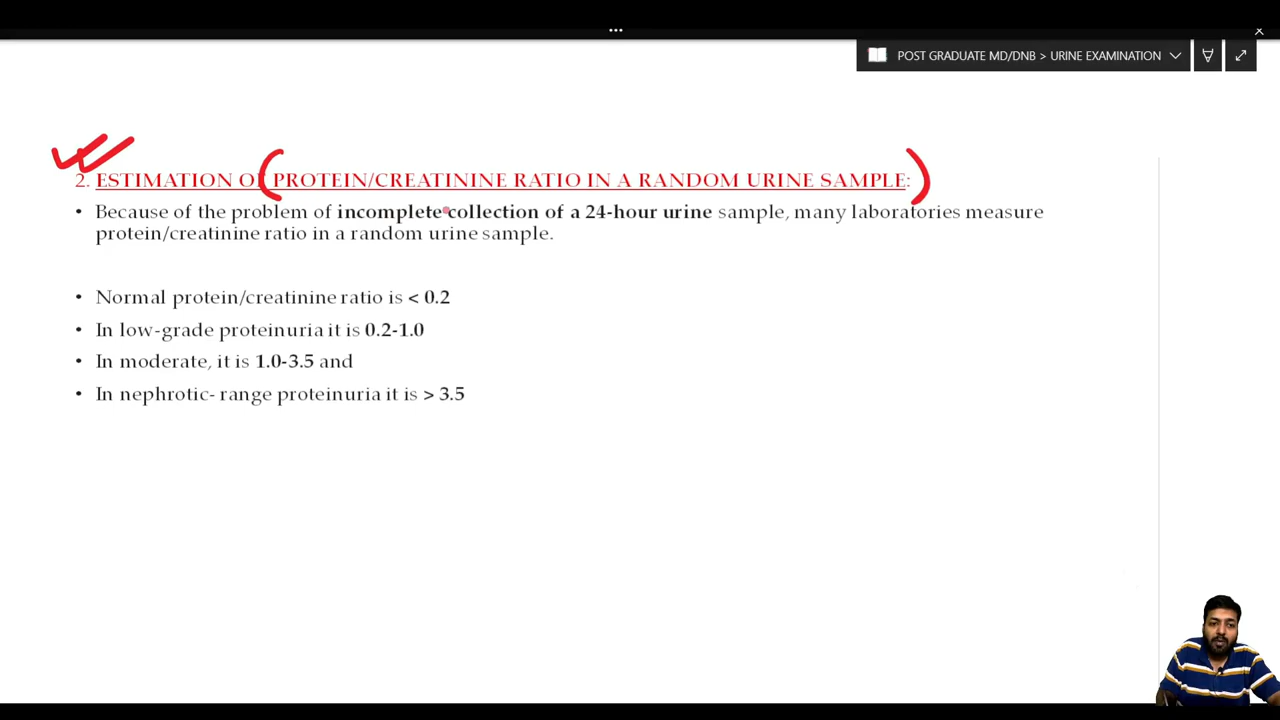 POST GRADUATE MD/DNB > URINE EXAMINATION
2. ESTIMATION OF PROTEIN/CREATININE RATIO IN A RANDOM URINE SAMPLE:
• Because of the problem of incomplete collection of a 24-hour urine sample, many laboratories measure
protein/creatinine ratio in a random urine sample.
• Normal protein/creatinine ratio is < 0.2
• In low-grade proteinuria it is 0.2-1.0
• In moderate, it is 1.0-3.5 and
• In nephrotic- range proteinuria it is > 3.5